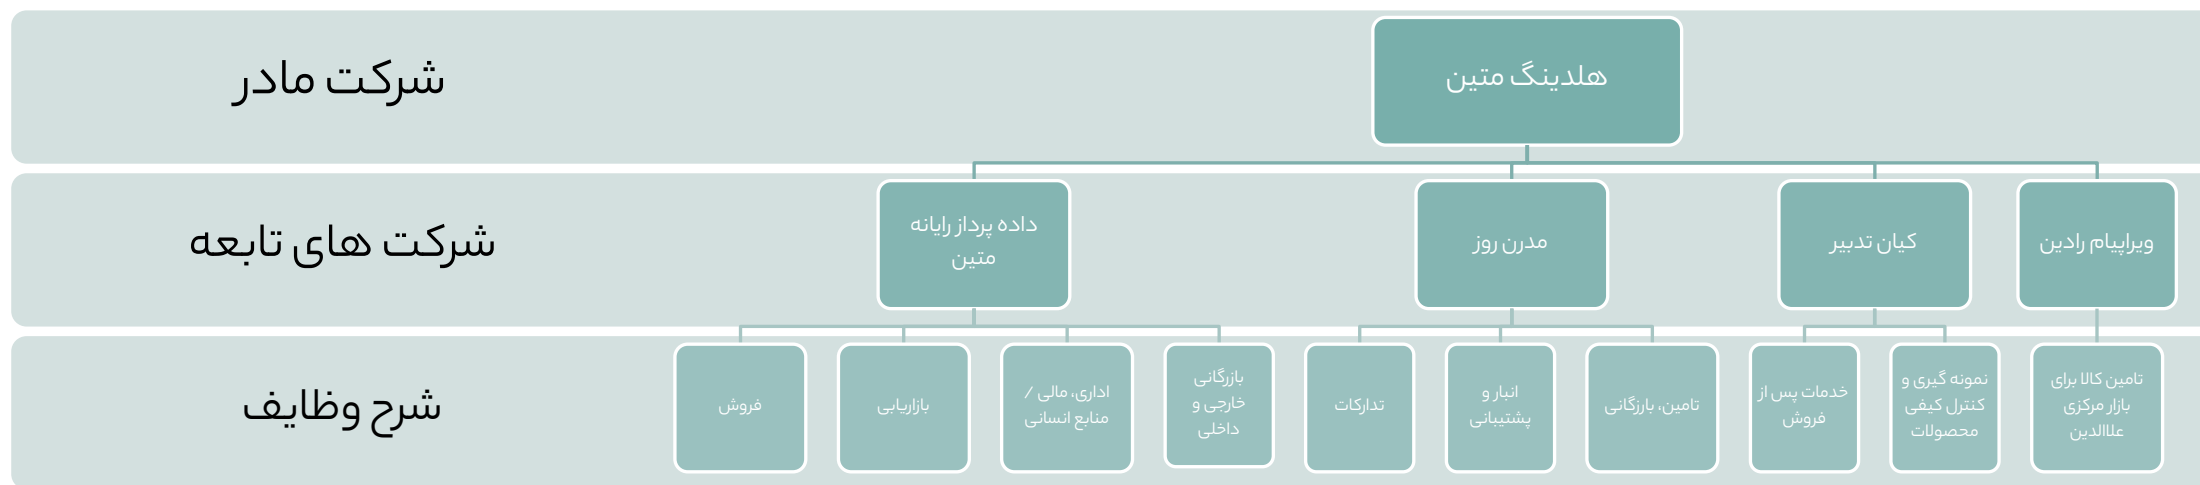 هلدینگ متین
شرکت مادر
ویراپیام رادین
کیان تدبیر
مدرن روز
داده پرداز رایانه
متین
شرکت های تابعه
تامین کالا برای
بازار مرکزی
علاالدین
نمونه گیری و
کنترل کیفی
محصولات
خدمات پس از
فروش
تامین، بارزگانی
انبار و
پشتیبانی
تدارکات
بازرگانی
خارجی و
داخلی
اداری، مالی /
منابع انسانی
بازاریابی
فروش
شرح وظایف